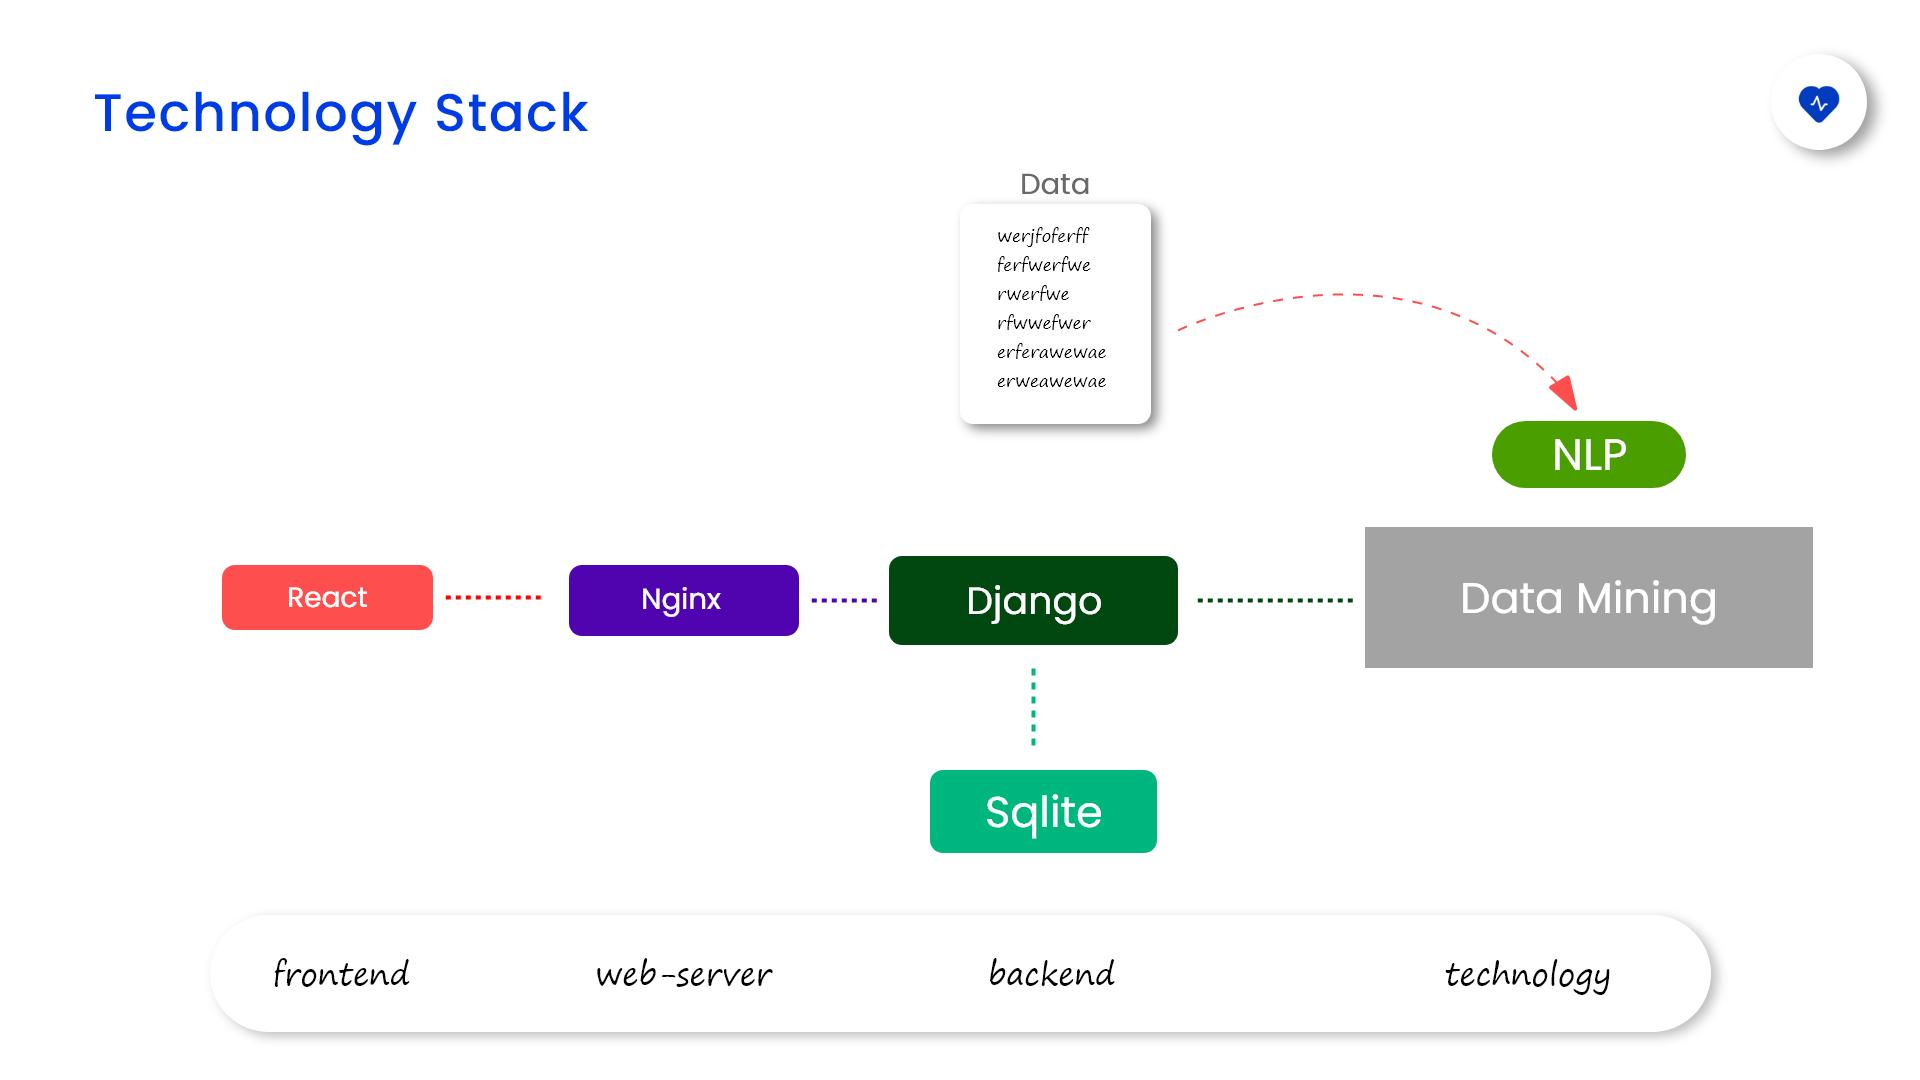 Technology Stack
Data
werjfoferff
ferfwerfwe
rwerfwe
rfwwefwer
erferawewae
erweawewae
NLP
React
Nginx
Django
Data Mining
Sqlite
frontend
web-server
backend
technology